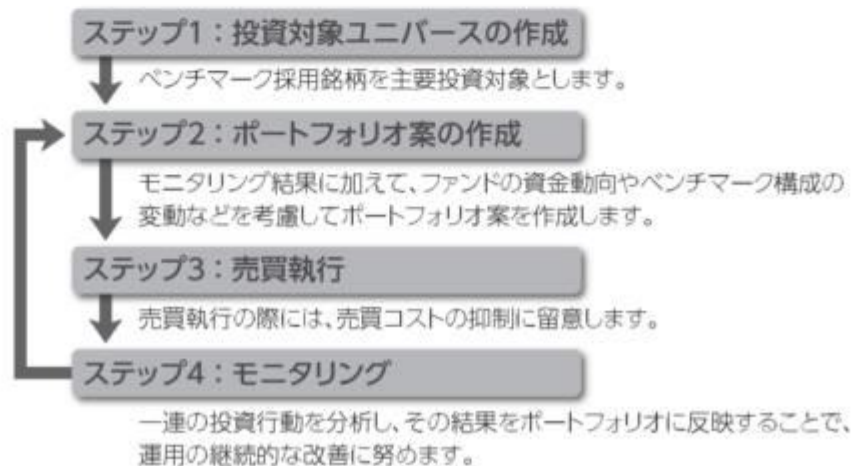 ステップ1：投資対象ユニバースの作成
ベンチマーク採用銘柄を主要投資対象とします。
ステップ2：ポートフォリオ案の作成
モニタリング結果に加えて、ファンドの資金動向やベンチマーク構成の
変動などを考慮してポートフォリオ案を作成します。
ステップ3：売買執行
売買執行の際には、売買コストの抑制に留意します。
ステップ4：モニタリング
一連の投資行動を分析し、その結果をポートフォリオに反映することで、
運用の継続的な改善に努めます。